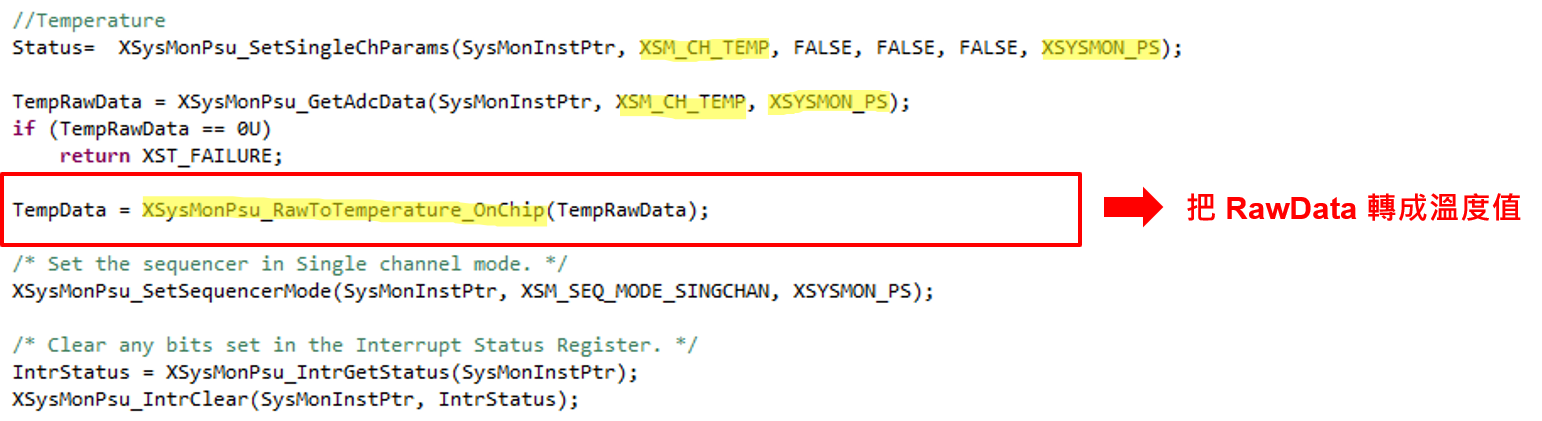 //Temperature
Status=  XSysMonPsu_SetSingleChParams(SysMonInstPtr, XSM_CH_TEMP, FALSE, FALSE, FALSE, XSYSMON_PS);
TempRawData = XSysMonPsu_GetAdcData(SysMonInstPtr, XSM_CH_TEMP, XSYSMON_PS);
if (TempRawData == 0U)
    return XST_FAILURE;
TempData = XSysMonPsu_RawToTemperature_OnChip(TempRawData);
把 RawData 轉成溫度值
/* Set the sequencer in Single channel mode. */
XSysMonPsu_SetSequencerMode(SysMonInstPtr, XSM_SEQ_MODE_SINGCHAN, XSYSMON_PS);
/* Clear any bits set in the Interrupt Status Register. */
IntrStatus = XSysMonPsu_IntrGetStatus(SysMonInstPtr);
XSysMonPsu_IntrClear(SysMonInstPtr, IntrStatus);